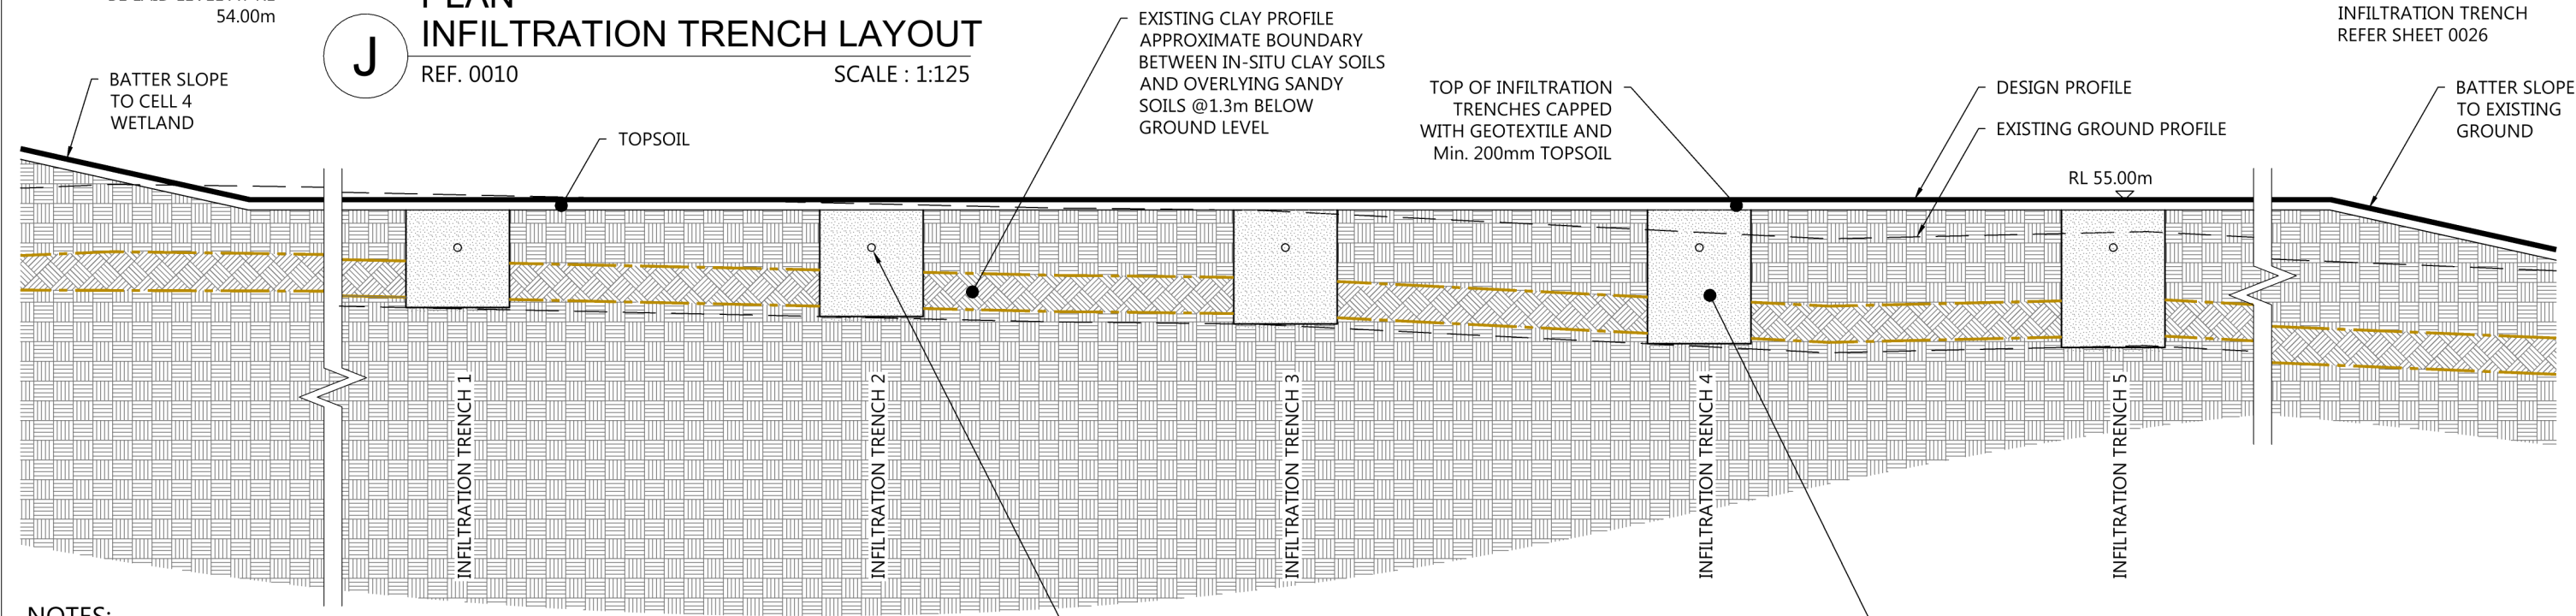 54.00m
PLAN
INFILTRATION TRENCH LAYOUT
J
REF. 0010
SCALE : 1:125
BATTER SLOPE
TO CELL 4
WETLAND
TOPSOIL
EXISTING CLAY PROFILE
APPROXIMATE BOUNDARY
BETWEEN IN-SITU CLAY SOILS
AND OVERLYING SANDY
SOILS @1.3m BELOW
GROUND LEVEL
TOP OF INFILTRATION
TRENCHES CAPPED
WITH GEOTEXTILE AND
Min. 200mm TOPSOIL
DESIGN PROFILE
EXISTING GROUND PROFILE
RL 55.00m
INFILTRATION TRENCH
REFER SHEET 0026
BATTER SLOPE
TO EXISTING
GROUND
INFILTRATION TRENCH 1
INFILTRATION TRENCH 2
INFILTRATION TRENCH 3
INFILTRATION TRENCH 4
INFILTRATION TRENCH 5
NOTES: